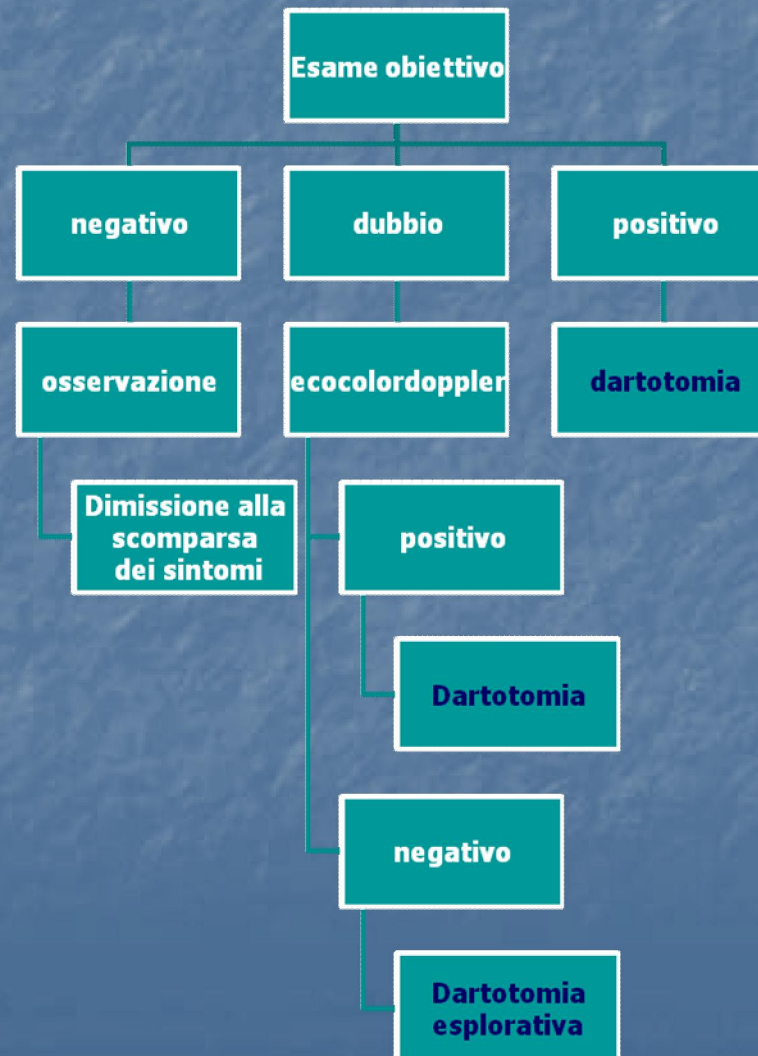 Esame obiettivo
negativo
dubbio
positivo
osservazione
ecocolordoppler
dartotomia
Dimissione alla
scomparsa
dei sintomi
positivo
Dartotomia
negativo
Dartotomia
esplorativa